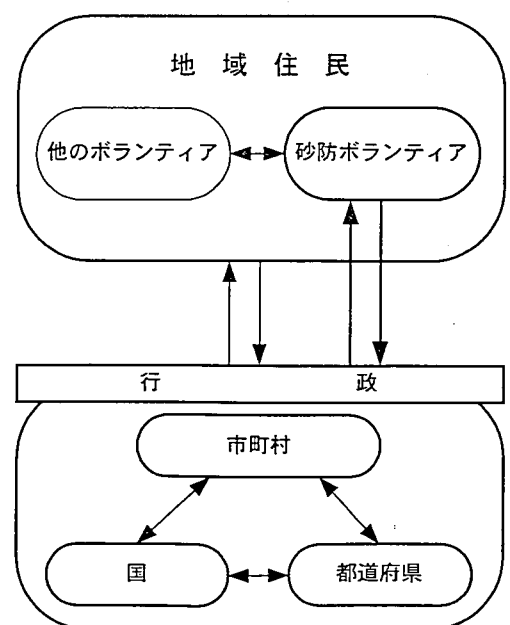 地域住民
他のボランティア
砂防ボランティア
行政
市町村
国
都道府県